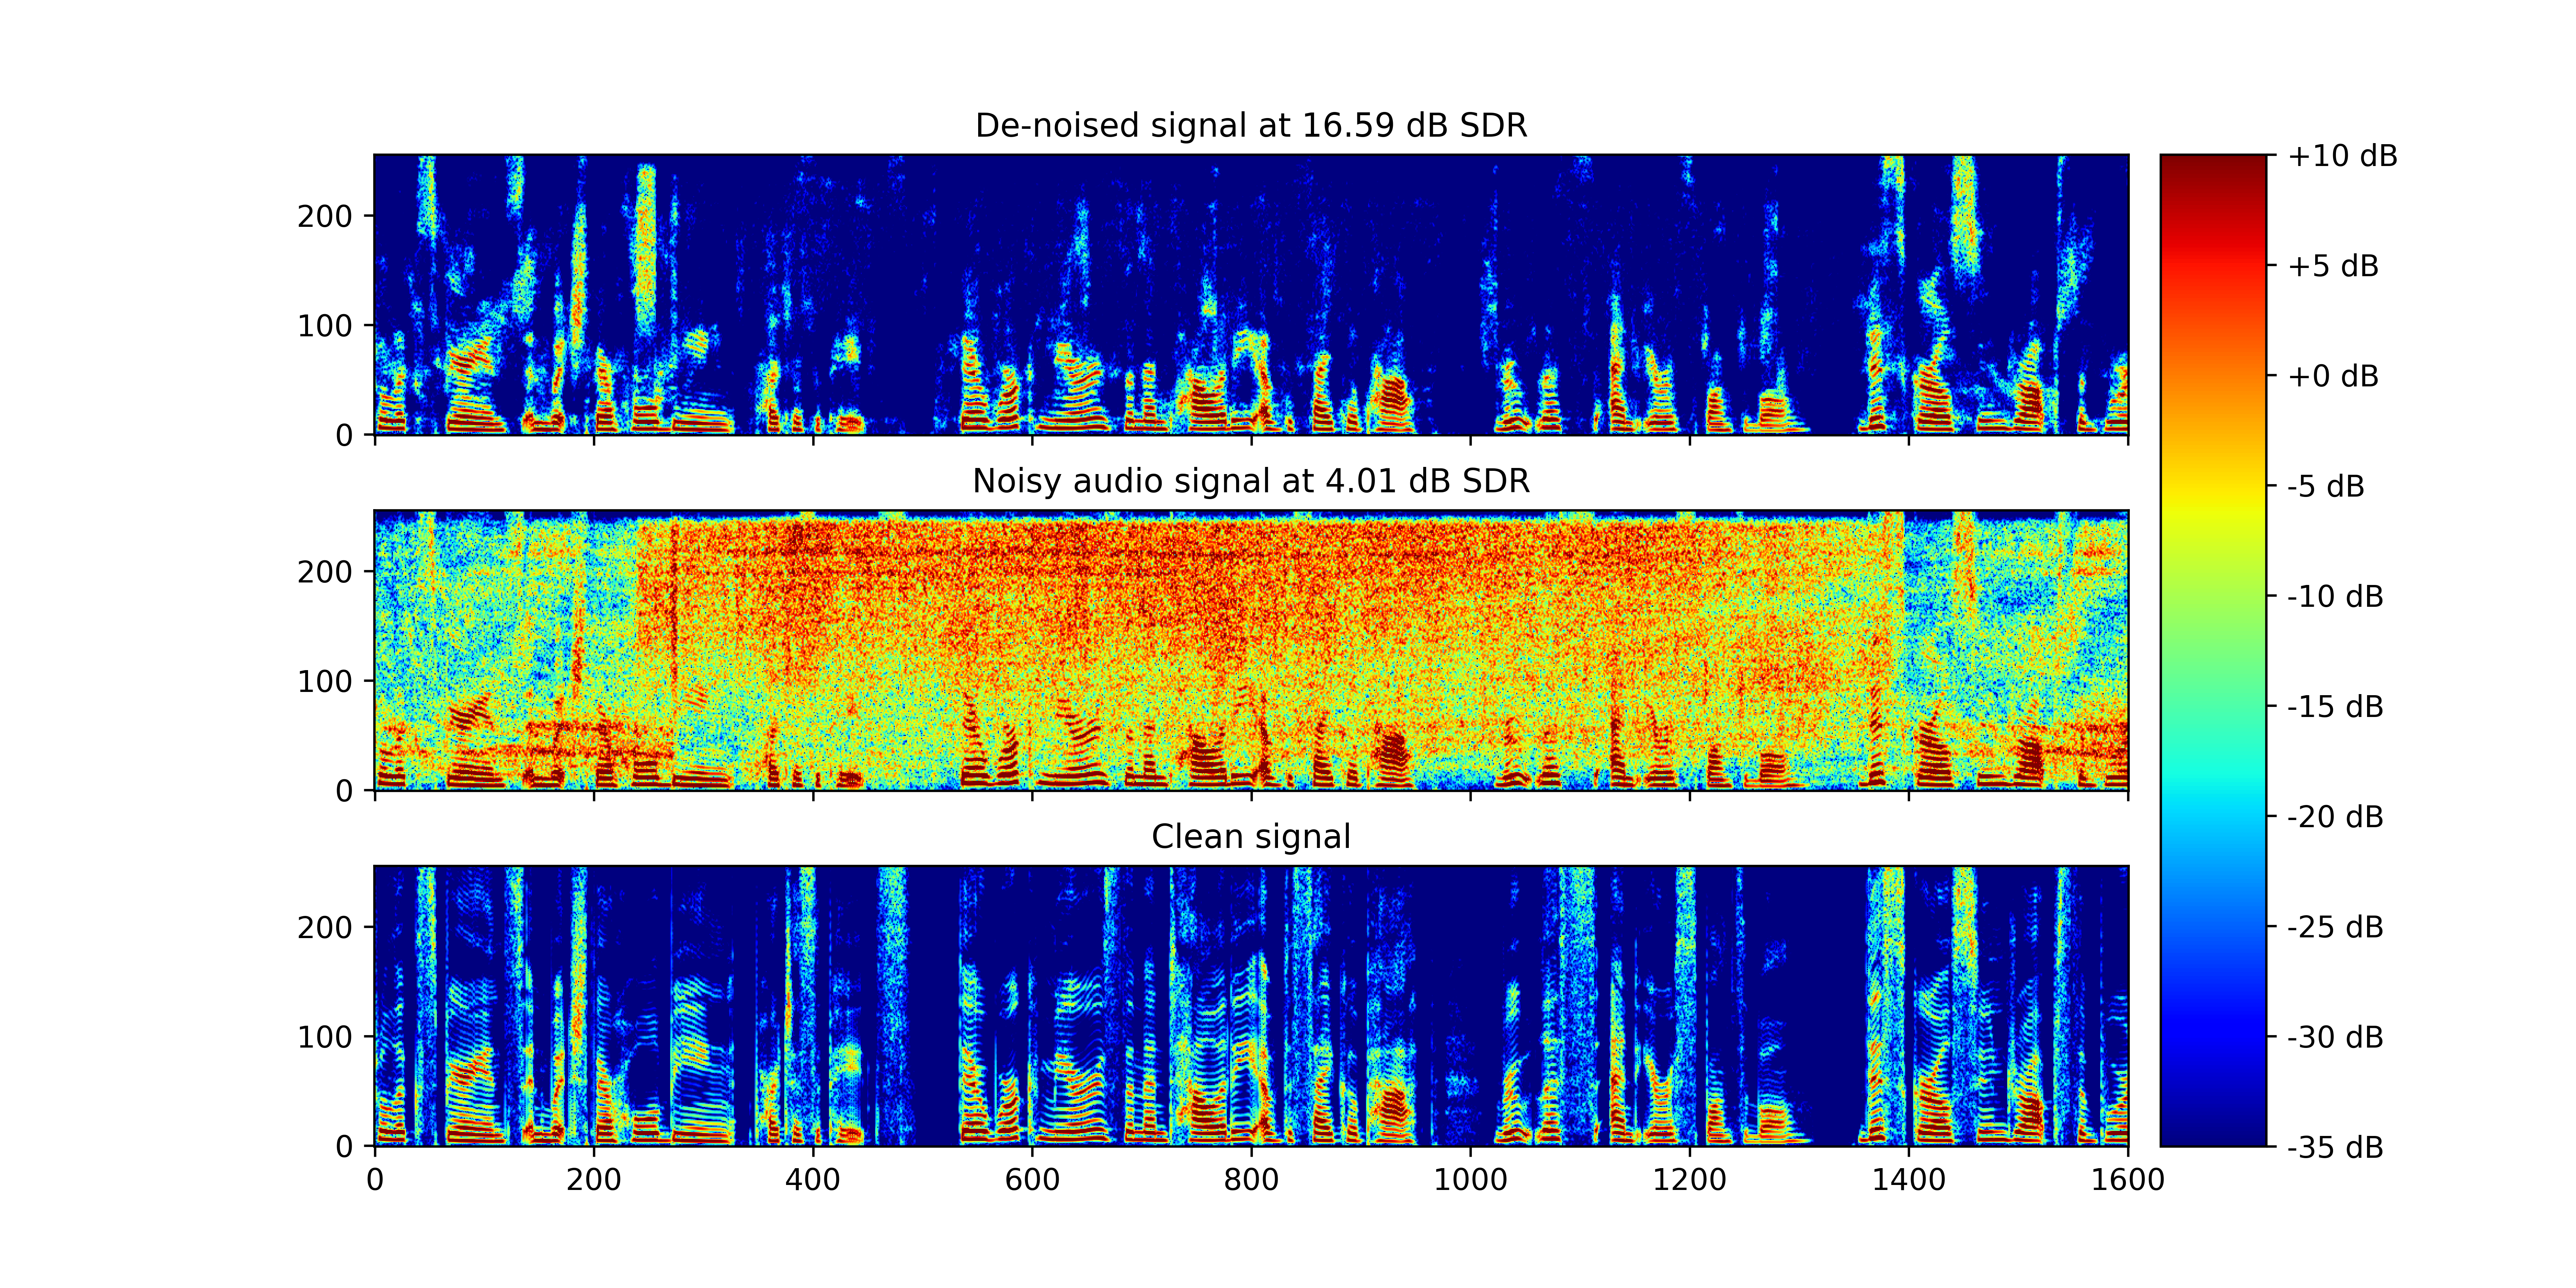 De-noised signal at 16.59 dB SDR
200
100
0
Noisy audio signal at 4.01 dB SDR
200
100
0
Clean signal
200
100
0
0 200 400 600 800 1000 1200 1400 1600
+10 dB
+5 dB
+0 dB
-5 dB
-10 dB
-15 dB
-20 dB
-25 dB
-30 dB
-35 dB